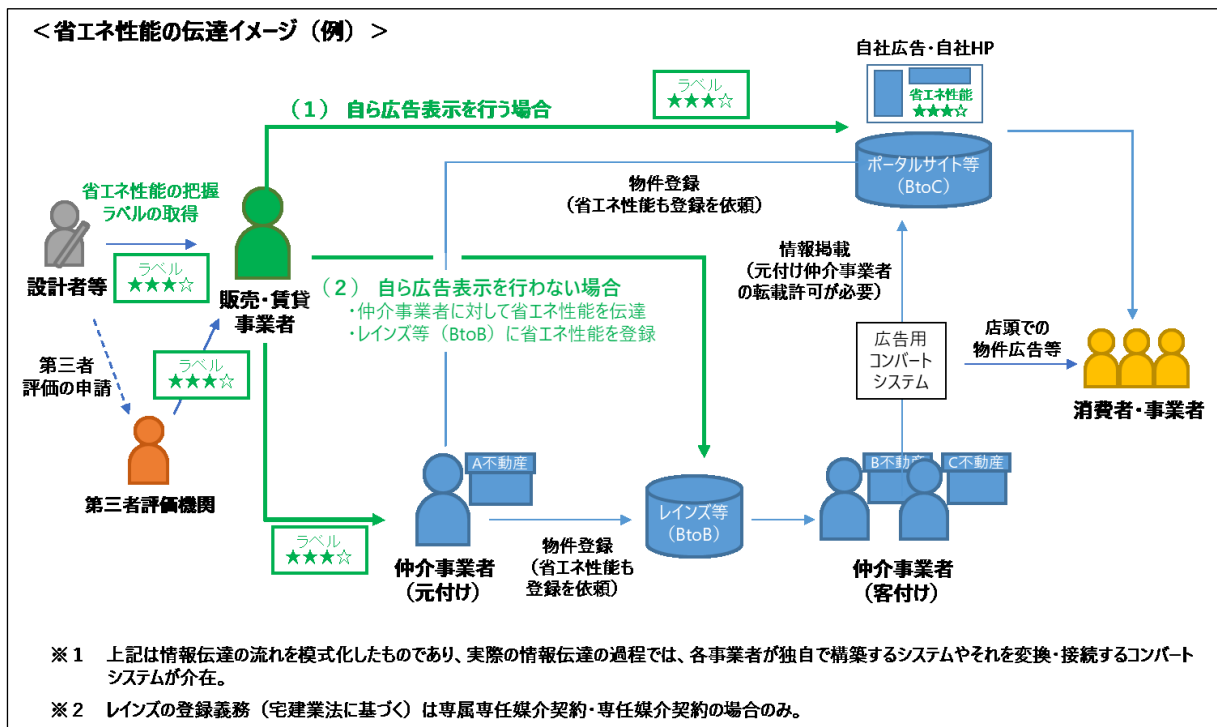 ＜省エネ性能の伝達イメージ（例）＞
自社広告・自社HP
ラベル
★★★☆
省エネ性能
★★★☆
（１） 自ら広告表示を行う場合
ポータルサイト等
（BtoC）
省エネ性能の把握
ラベルの取得
物件登録
（省エネ性能も登録を依頼）
ラベル
★★★☆
設計者等
販売・賃貸
事業者
情報掲載
（元付け仲介事業者
の転載許可が必要）
（２） 自ら広告表示を行わない場合
・仲介事業者に対して省エネ性能を伝達
・レインズ等（BtoB）に省エネ性能を登録
第三者
評価の申請
ラベル
★★★☆
広告用
コンバート
システム
店頭での
物件広告等
消費者・事業者
第三者評価機関
A不動産
B不動産
C不動産
レインズ等
（BtoB）
ラベル
★★★☆
物件登録
（省エネ性能も
登録を依頼）
仲介事業者
（元付け）
仲介事業者
（客付け）
※１ 上記は情報伝達の流れを模式化したものであり、実際の情報伝達の過程では、各事業者が独自で構築するシステムやそれを変換・接続するコンバート
システムが介在。
※２ レインズの登録義務（宅建業法に基づく）は専属専任媒介契約・専任媒介契約の場合のみ。